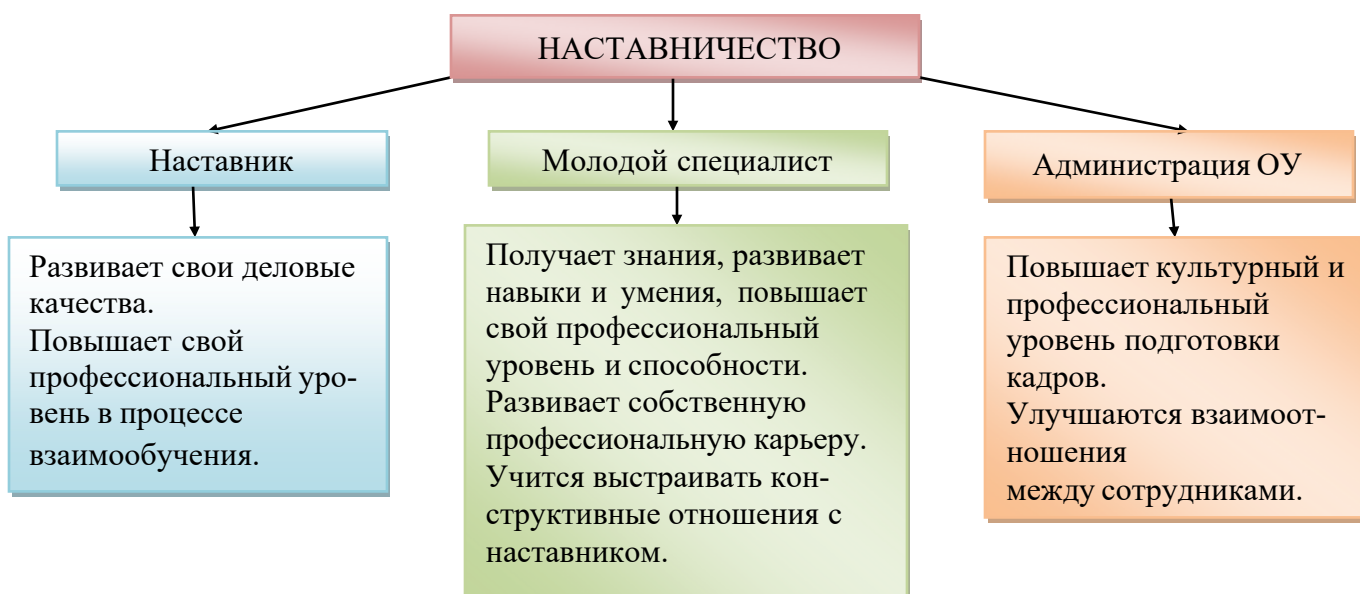 НАСТАВНИЧЕСТВО
Наставник
Развивает свои деловые
качества.
Повышает свой
профессиональный уро-
вень в процессе
взаимообучения.
Молодой специалист
Получает знания, развивает
навыки и умения, повышает
свой профессиональный
уровень и способности.
Развивает собственную
профессиональную карьеру.
Учится выстраивать кон-
структивные отношения с
наставником.
Администрация ОУ
Повышает культурный и
профессиональный
уровень подготовки
кадров.
Улучшаются взаимоот-
ношения
между сотрудниками.